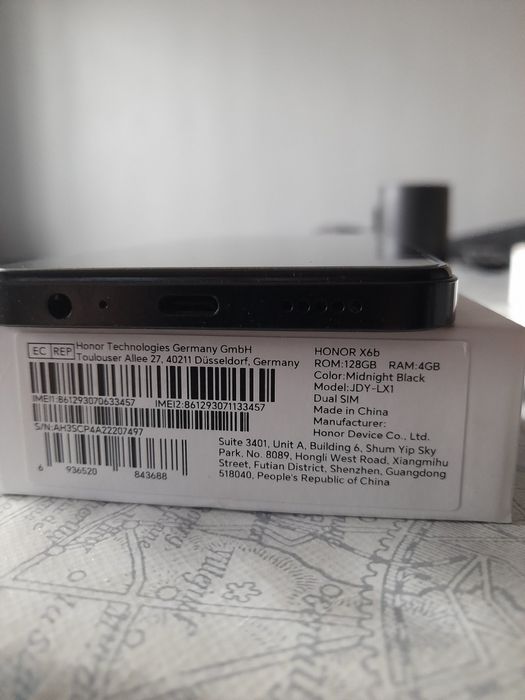 EC REP Honor Technologies Germany GmbH
Toulouser Allee 27, 40211 Düsseldorf, Germany
IMEI1:861293070633457 IMEI2:861293071133457
S/N:AH3SCP4A22207497
6 936520 843688
HONOR X6b
ROM:128GB RAM:4GB
Color:Midnight Black
Model:JDY-LX1
Dual SIM
Made in China
Manufacturer:
Honor Device Co., Ltd.
Suite 3401, Unit A, Building 6, Shum Yip Sky
Park, No. 8089, Hongli West Road, Xiangmihu
Street, Futian District, Shenzhen, Guangdong
518040, People's Republic of China